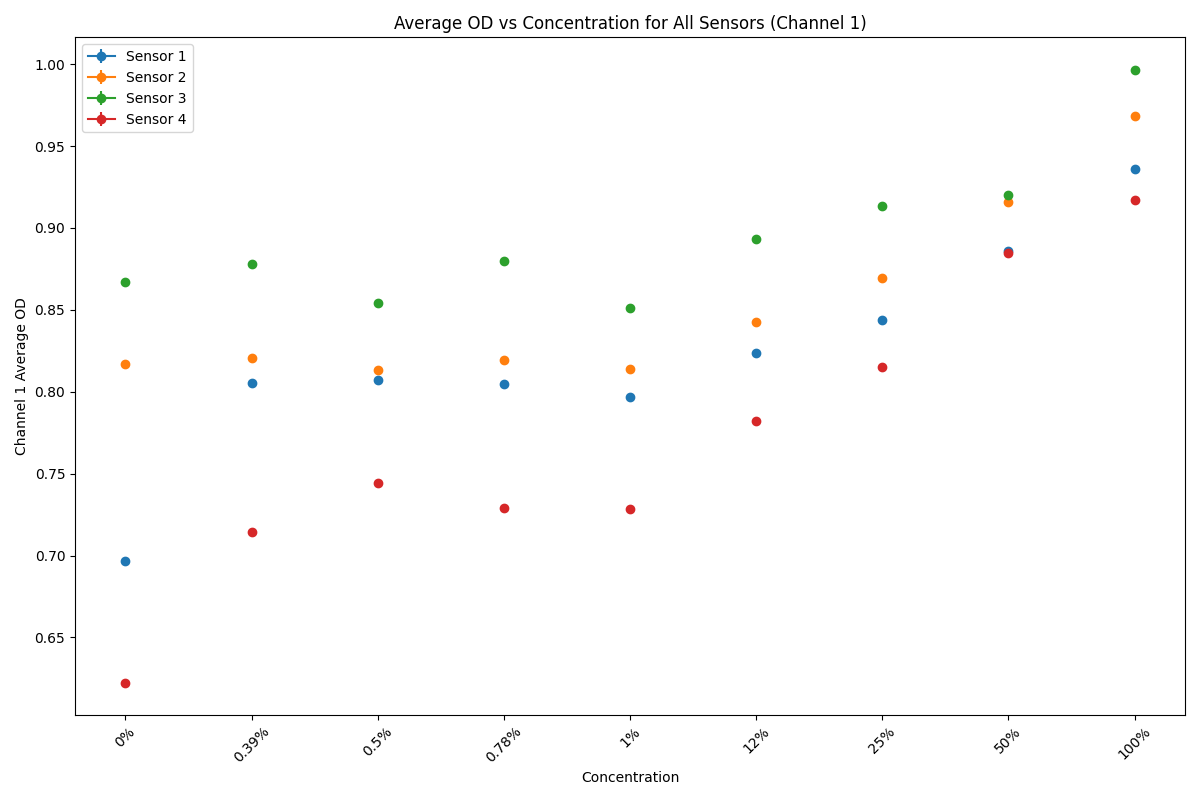 Average OD vs Concentration for All Sensors (Channel 1)
Sensor 1
Sensor 2
Sensor 3
Sensor 4
1.00
0.95
0.90
0.85
0.80
0.75
0.70
0.65
Channel 1 Average OD
0%
0.39%
0.5%
0.78%
1%
12%
25%
50%
100%
Concentration